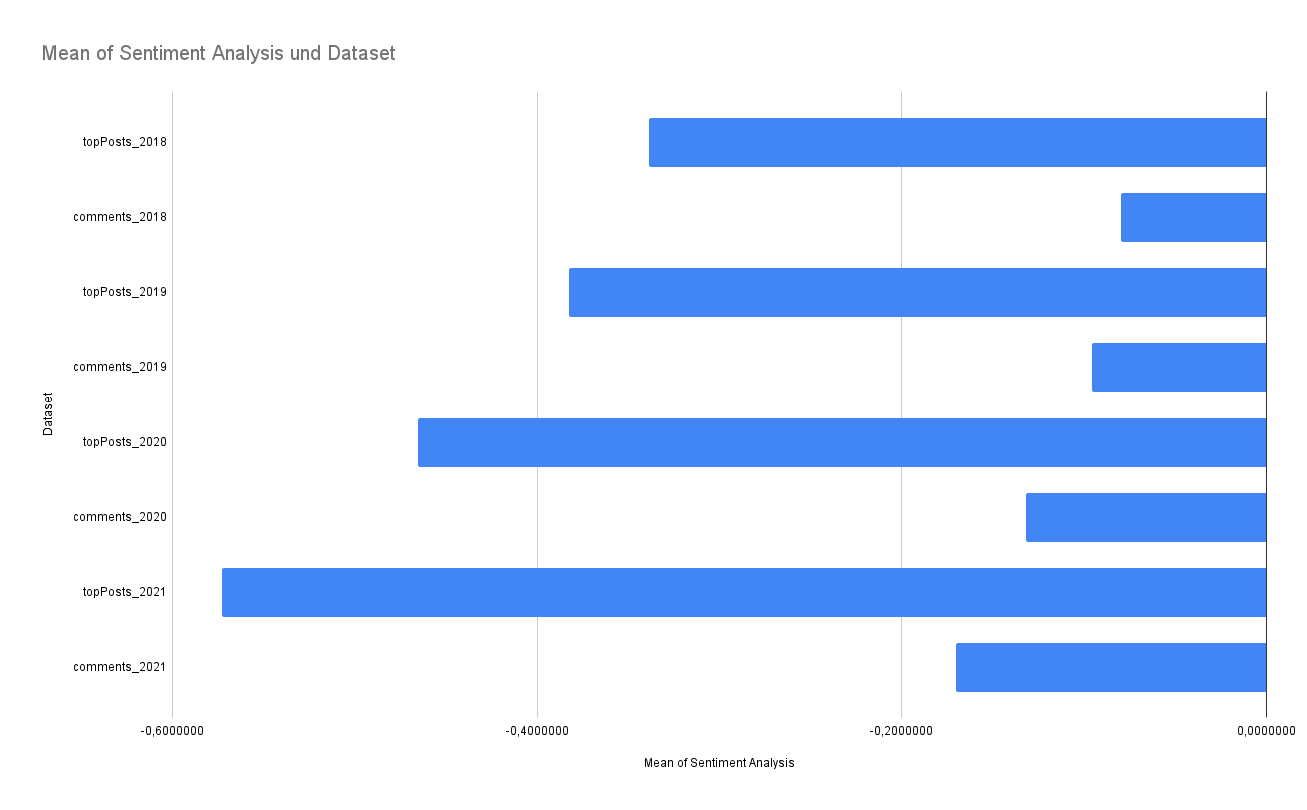 Mean of Sentiment Analysis und Dataset
topPosts_2018
comments_2018
topPosts_2019
comments_2019
Dataset
topPosts_2020
comments_2020
topPosts_2021
comments_2021
-0,6000000
-0,4000000
-0,2000000
0,0000000
Mean of Sentiment Analysis